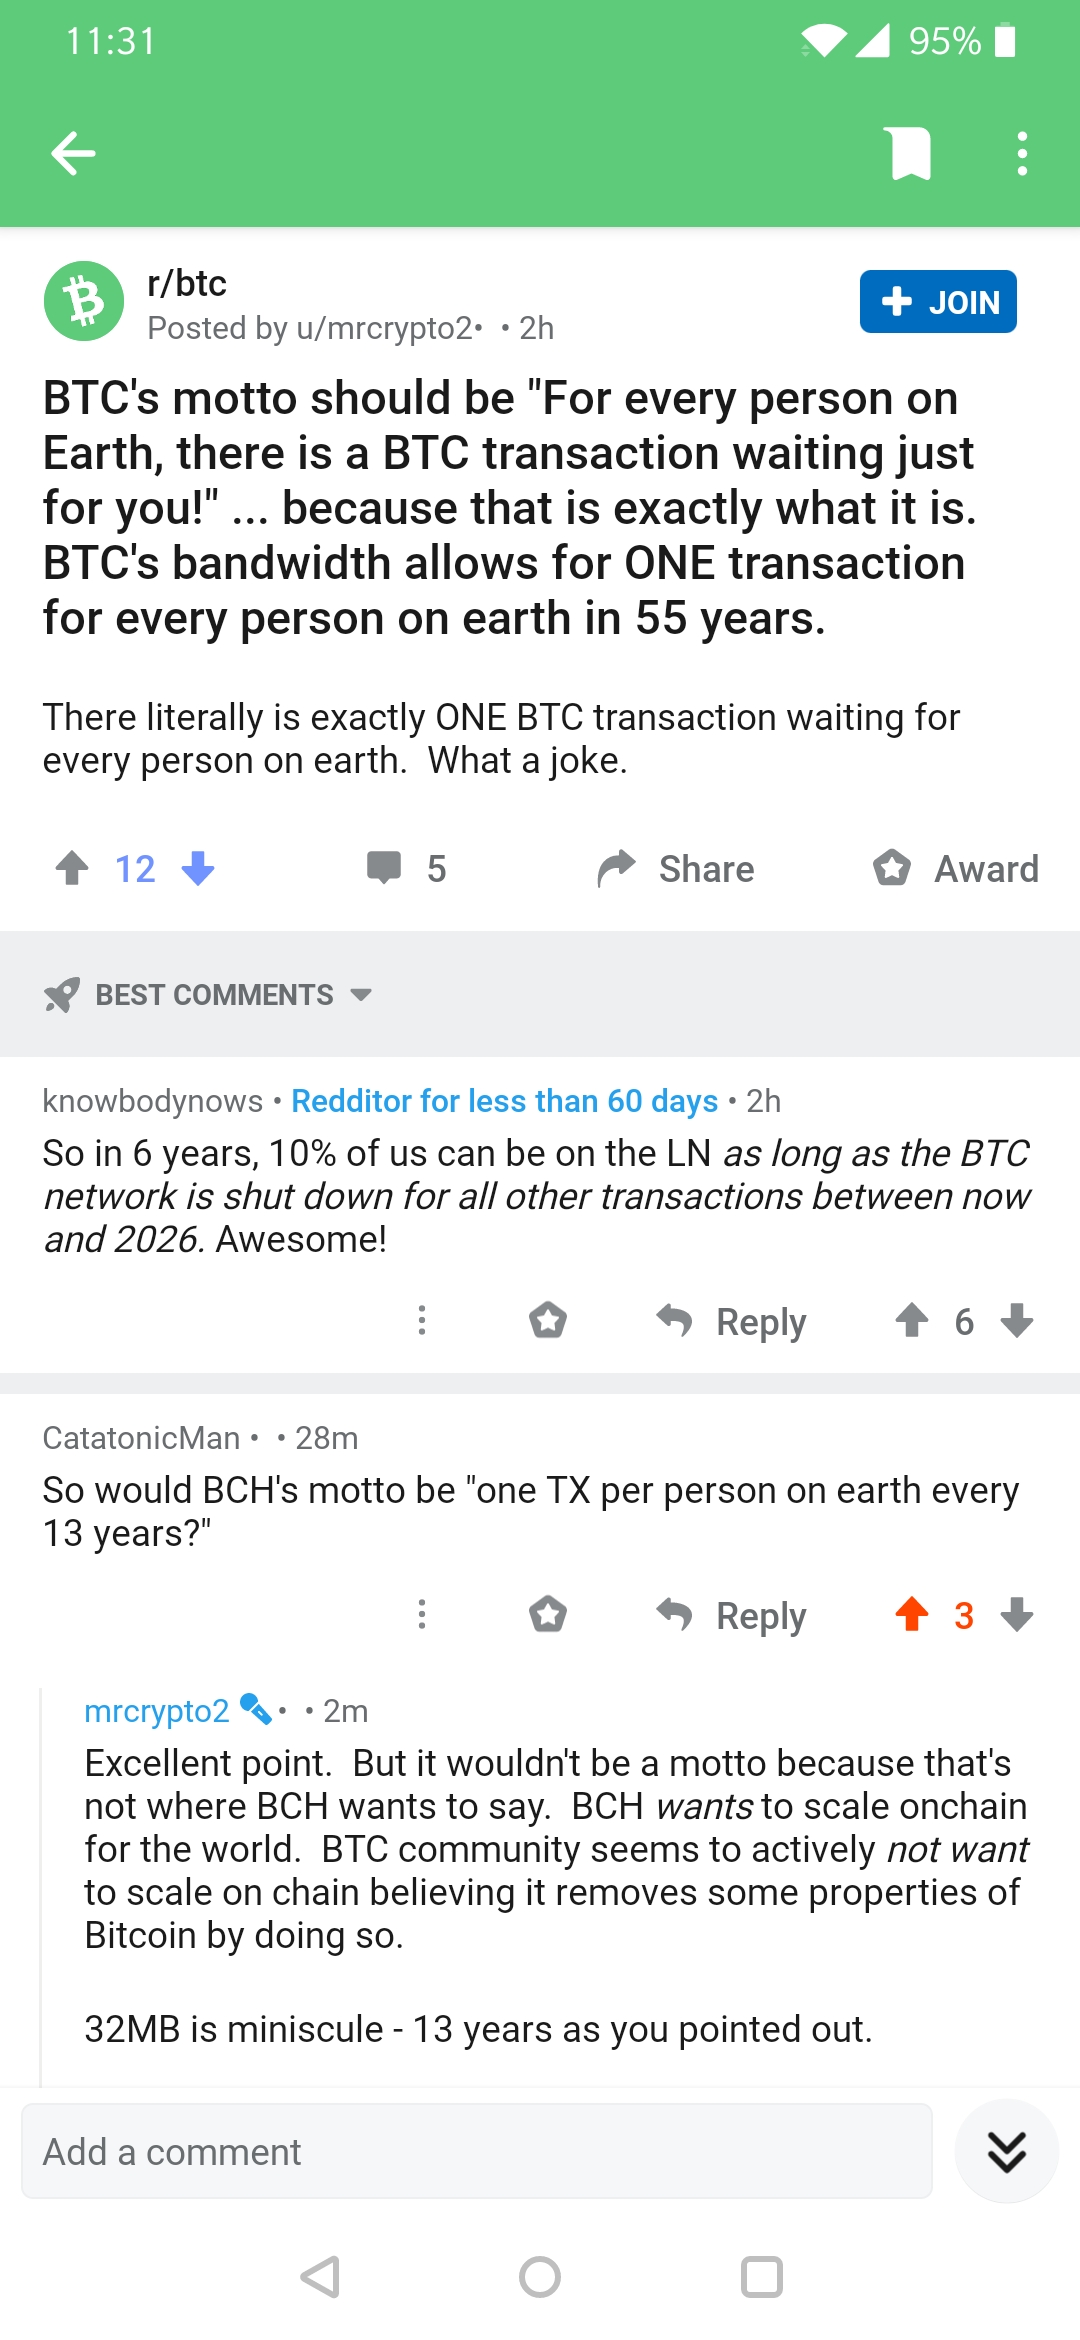 11:31
95%
r/btc
Posted by u/mrcrypto2• • 2h
JOIN
BTC's motto should be "For every person on
Earth, there is a BTC transaction waiting just
for you!" ... because that is exactly what it is.
BTC's bandwidth allows for ONE transaction
for every person on earth in 55 years.
There literally is exactly ONE BTC transaction waiting for
every person on earth.  What a joke.
12
5
Share
Award
BEST COMMENTS
knowbodynows • Redditor for less than 60 days • 2h
So in 6 years, 10% of us can be on the LN as long as the BTC
network is shut down for all other transactions between now
and 2026. Awesome!
Reply
6
CatatonicMan • • 28m
So would BCH's motto be "one TX per person on earth every
13 years?"
Reply
3
mrcrypto2 • • 2m
Excellent point.  But it wouldn't be a motto because that's
not where BCH wants to say.  BCH wants to scale onchain
for the world.  BTC community seems to actively not want
to scale on chain believing it removes some properties of
Bitcoin by doing so.
32MB is miniscule - 13 years as you pointed out.
Add a comment